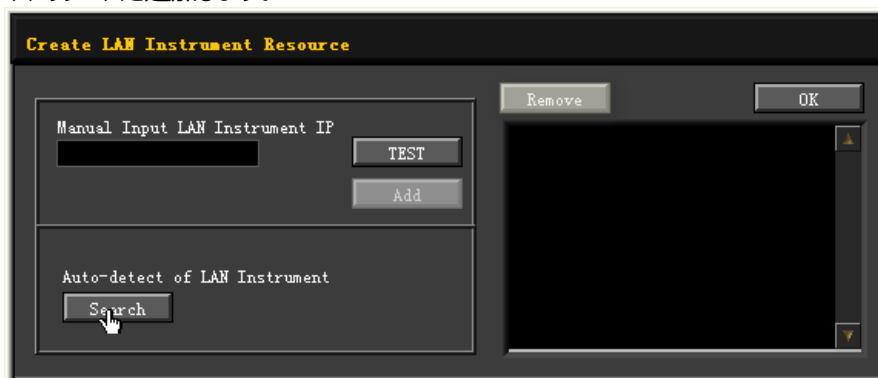 Create LAN Instrument Resource
Remove
OK
Manual Input LAN Instrument IP
TEST
Add
Auto-detect of LAN Instrument
Search